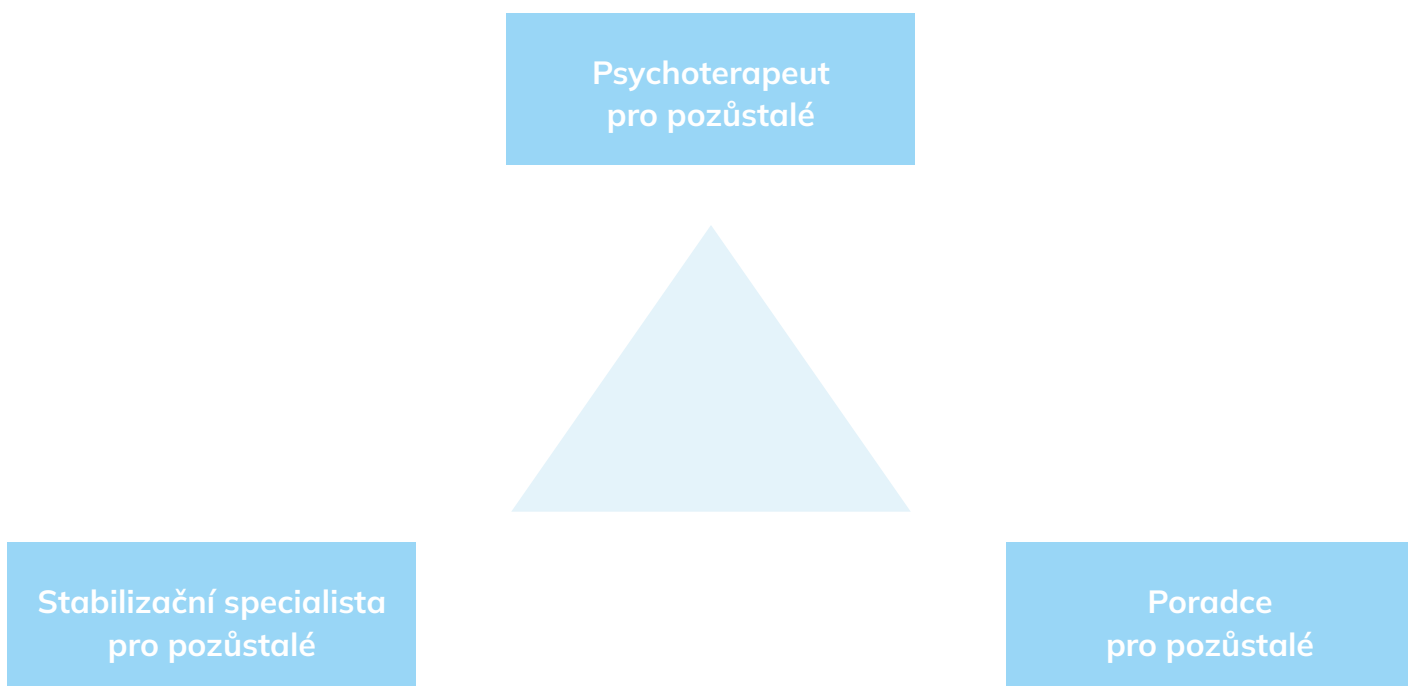 Psychoterapeut
pro pozůstalé
Stabilizační specialista
pro pozůstalé
Poradce
pro pozůstalé